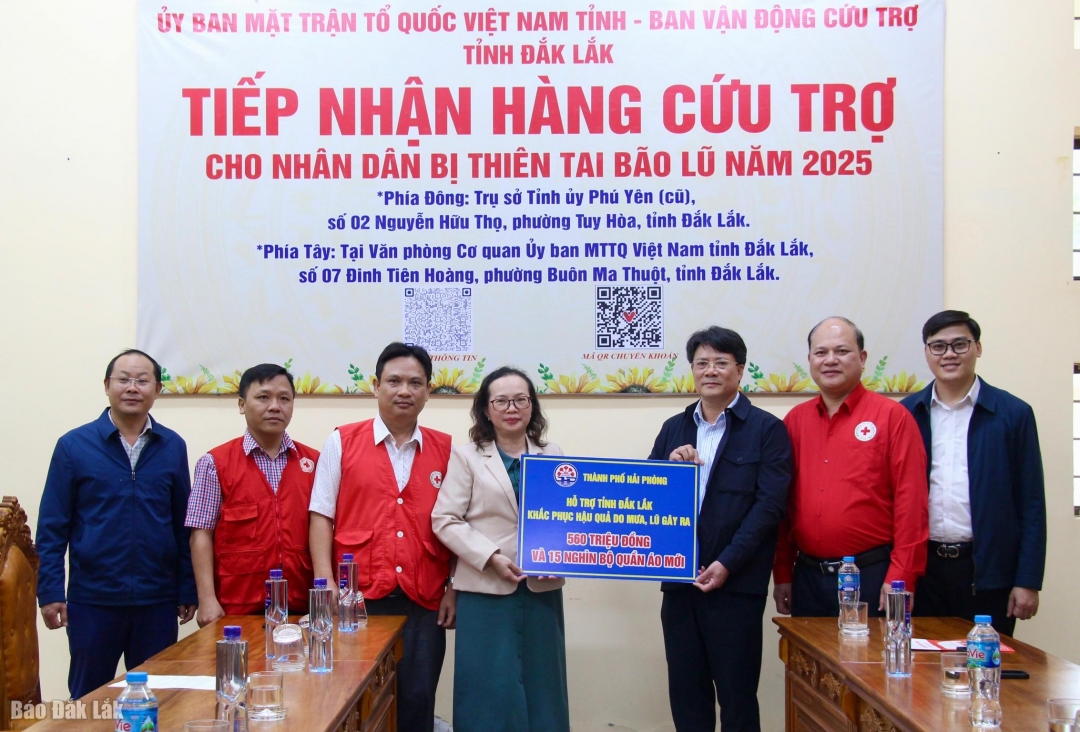 ỦY BAN MẶT TRẬN TỔ QUỐC VIỆT NAM TỈNH - BAN VẬN ĐỘNG CỨU TRỢ
TỈNH ĐẮK LẮK
TIẾP NHẬN HÀNG CỨU TRỢ
CHO NHÂN DÂN BỊ THIÊN TAI BÃO LŨ NĂM 2025
*Phía Đông: Trụ sở Tỉnh ủy Phú Yên (cũ),
số 02 Nguyễn Hữu Thọ, phường Tuy Hòa, tỉnh Đắk Lắk.
*Phía Tây: Tại Văn phòng Cơ quan Ủy ban MTTQ Việt Nam tỉnh Đắk Lắk,
số 07 Đinh Tiên Hoàng, phường Buôn Ma Thuột, tỉnh Đắk Lắk.
THÔNG TIN
MÃ QR CHUYỂN KHOẢN
THÀNH PHỐ HẢI PHÒNG
HỖ TRỢ TỈNH ĐẮK LẮK
KHẮC PHỤC HẬU QUẢ DO MƯA, LŨ GÂY RA
560 TRIỆU ĐỒNG
VÀ 15 NGHÌN BỘ QUẦN ÁO MỚI
Báo Đắk Lắk